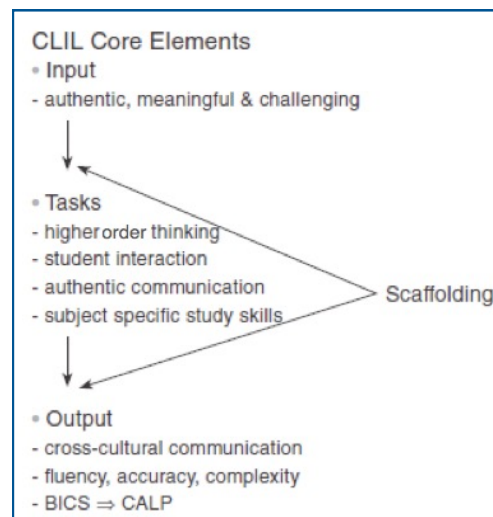 CLIL Core Elements
• Input
- authentic, meaningful & challenging
• Tasks
- higher order thinking
- student interaction
- authentic communication
- subject specific study skills
Scaffolding
• Output
- cross-cultural communication
- fluency, accuracy, complexity
- BICS ⇒ CALP